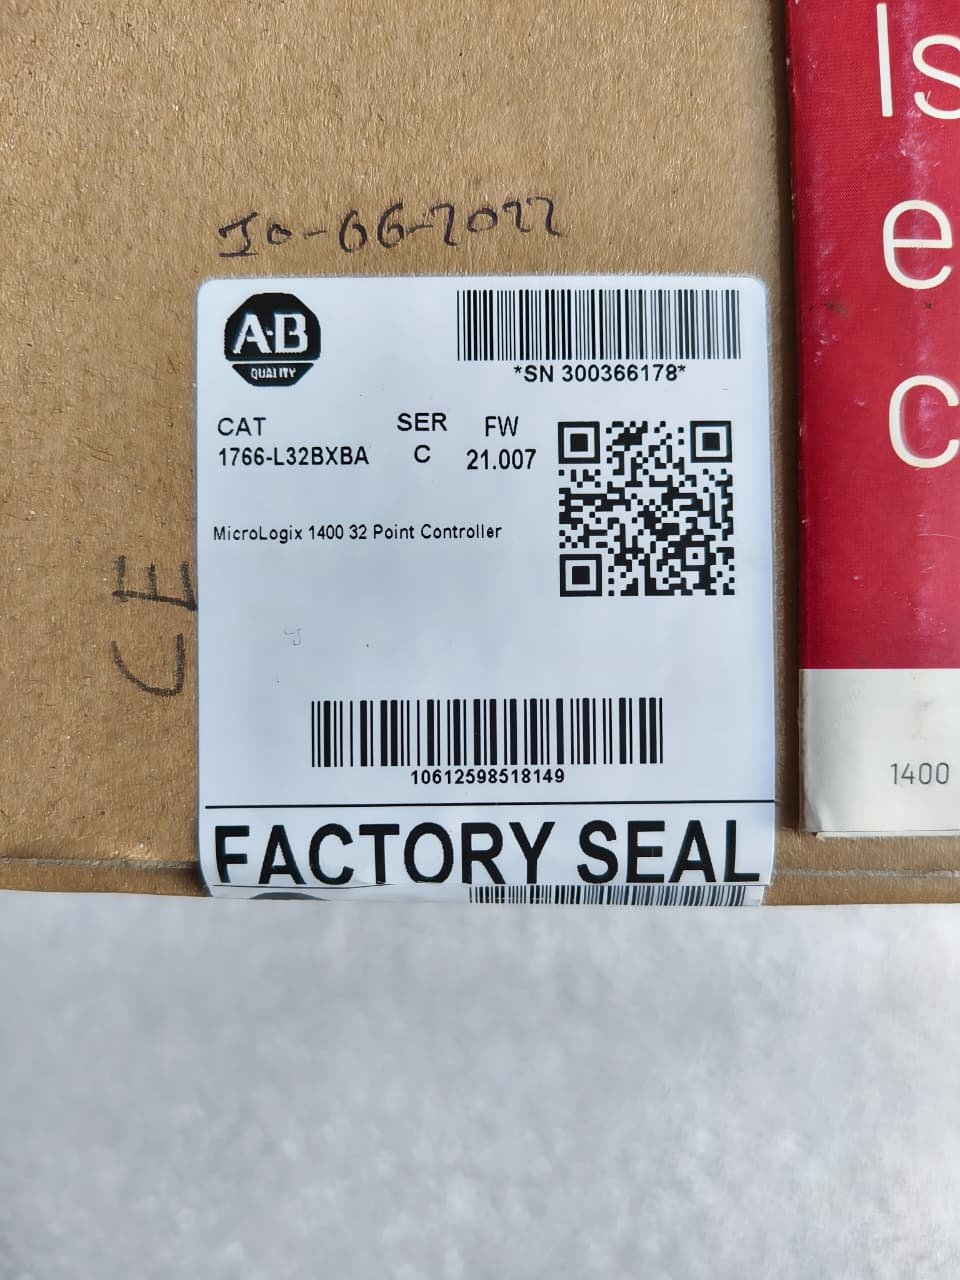 Is
e
c
1400
10-06-2022
A-B
QUALITY
*SN 300366178*
CAT SER FW
1766-L32BXBA C 21.007
MicroLogix 1400 32 Point Controller
CE
10612598518149
FACTORY SEAL